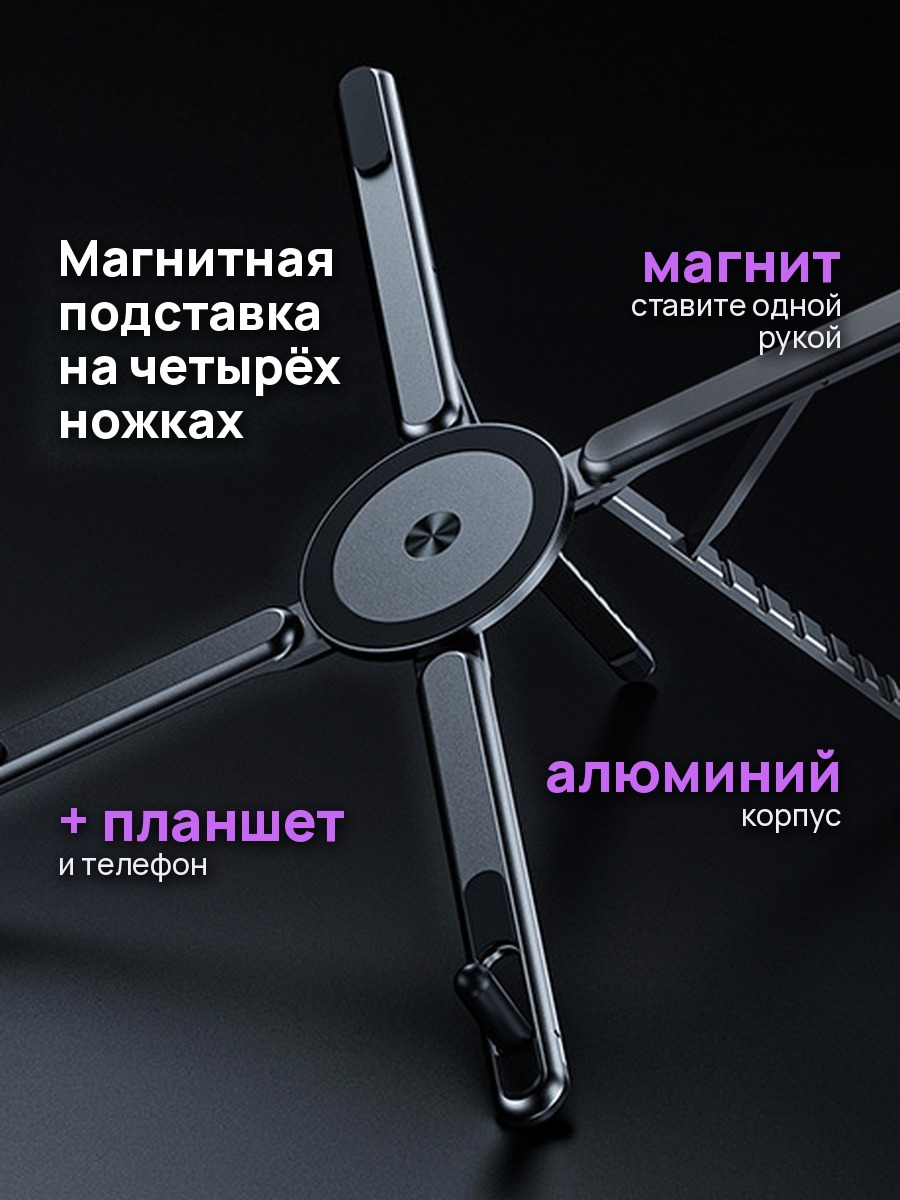 Магнитная
подставка
на четырёх
ножках
магнит
ставите одной
рукой
алюминий
корпус
+ планшет
и телефон